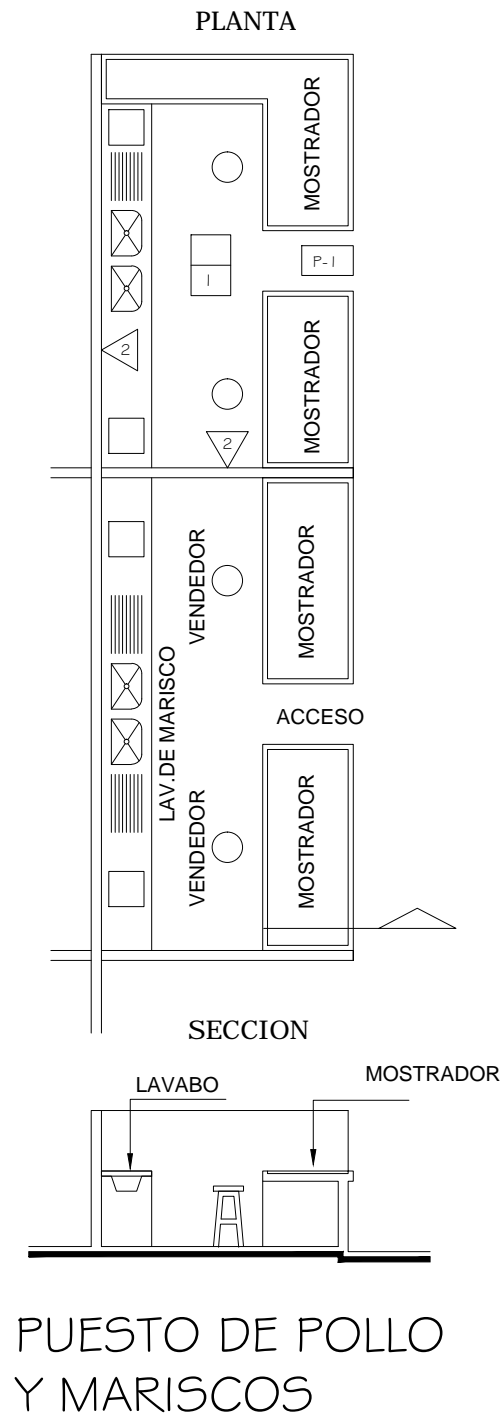 PLANTA
MOSTRADOR
P-1
1
MOSTRADOR
2
2
VENDEDOR
MOSTRADOR
LAV.DE MARISCO
ACCESO
VENDEDOR
MOSTRADOR
SECCION
LAVABO
MOSTRADOR
PUESTO DE POLLO
Y MARISCOS